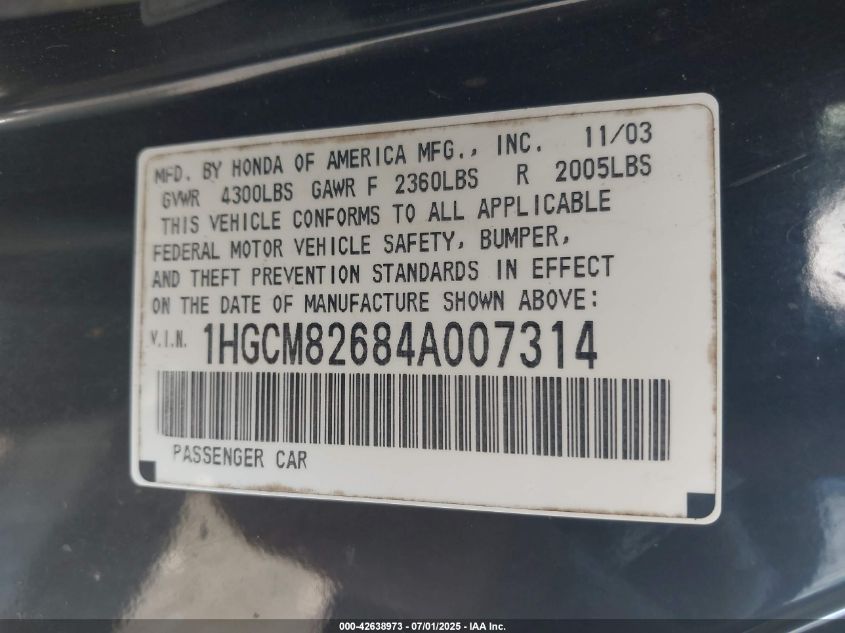 MFD. BY HONDA OF AMERICA MFG., INC. 11/03
GVWR 4300LBS GAWR F 2360LBS R 2005LBS
THIS VEHICLE CONFORMS TO ALL APPLICABLE
FEDERAL MOTOR VEHICLE SAFETY, BUMPER,
AND THEFT PREVENTION STANDARDS IN EFFECT
ON THE DATE OF MANUFACTURE SHOWN ABOVE:
V.I.N. 1HGCM82684A007314
PASSENGER CAR
000-42638973 - 07/01/2025 - IAA Inc.